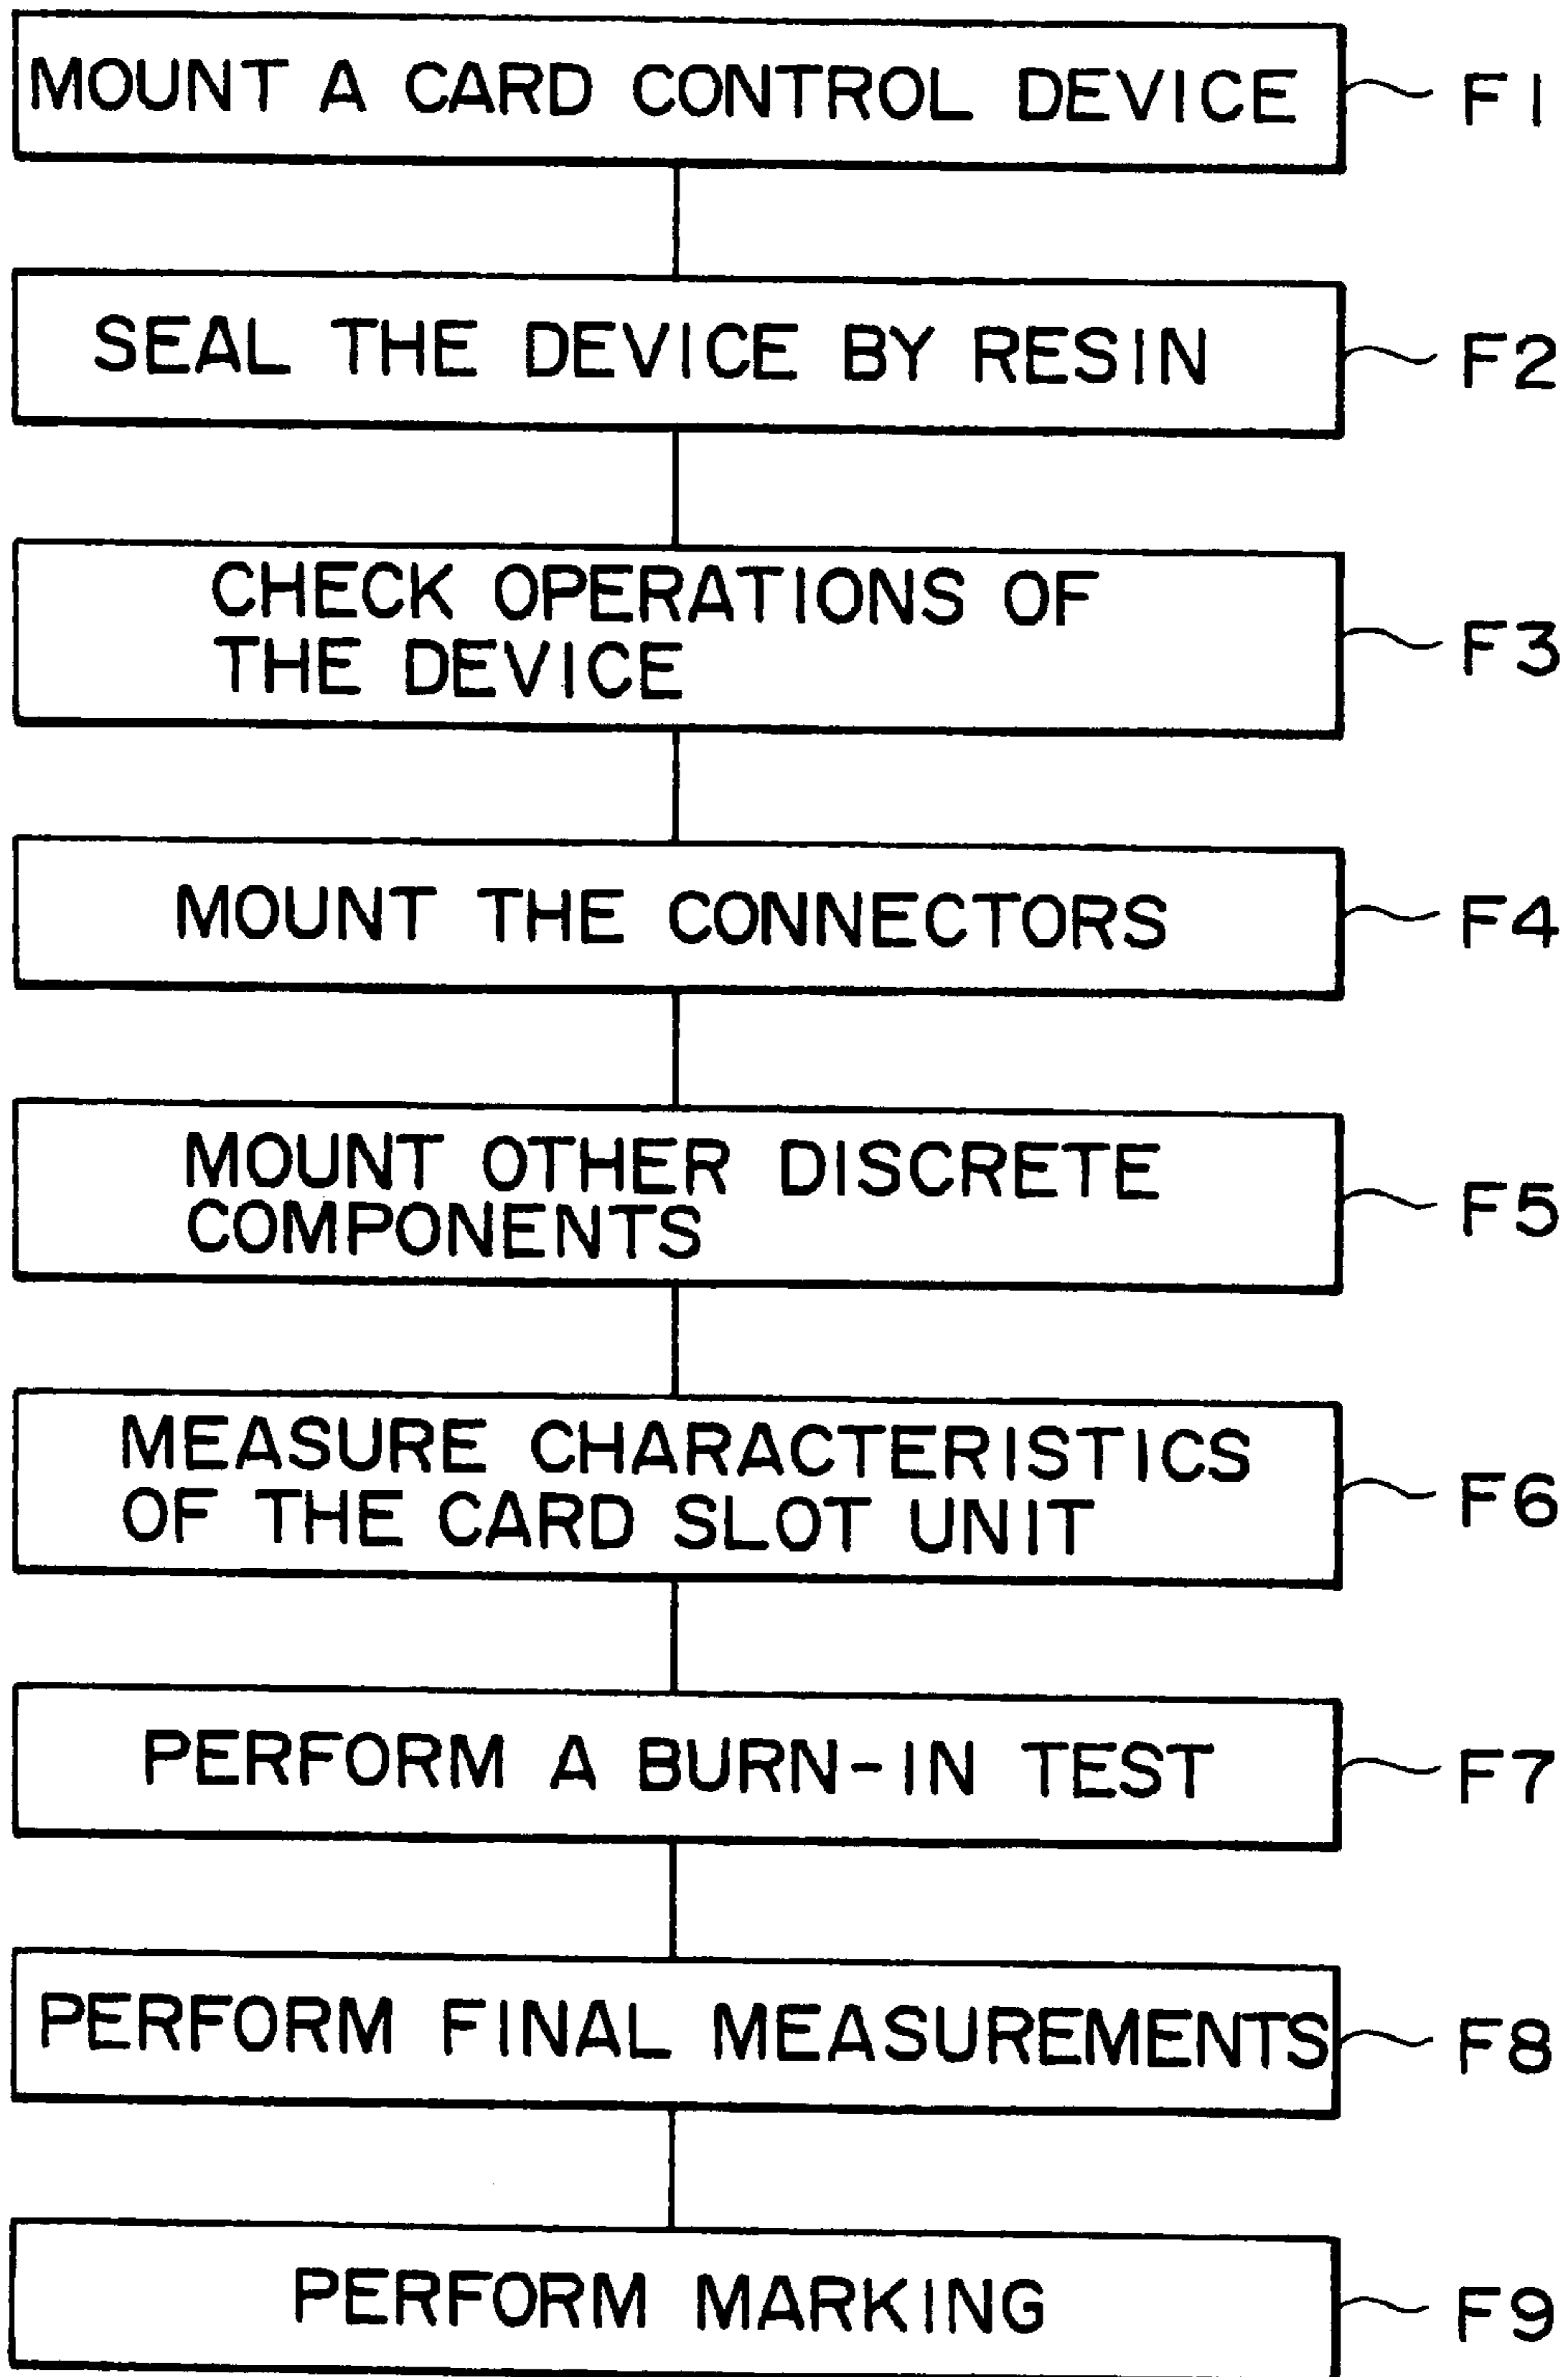 MOUNT A CARD CONTROL DEVICE F1
SEAL THE DEVICE BY RESIN F2
CHECK OPERATIONS OF
THE DEVICE F3
MOUNT THE CONNECTORS F4
MOUNT OTHER DISCRETE
COMPONENTS F5
MEASURE CHARACTERISTICS
OF THE CARD SLOT UNIT F6
PERFORM A BURN-IN TEST F7
PERFORM FINAL MEASUREMENTS F8
PERFORM MARKING F9